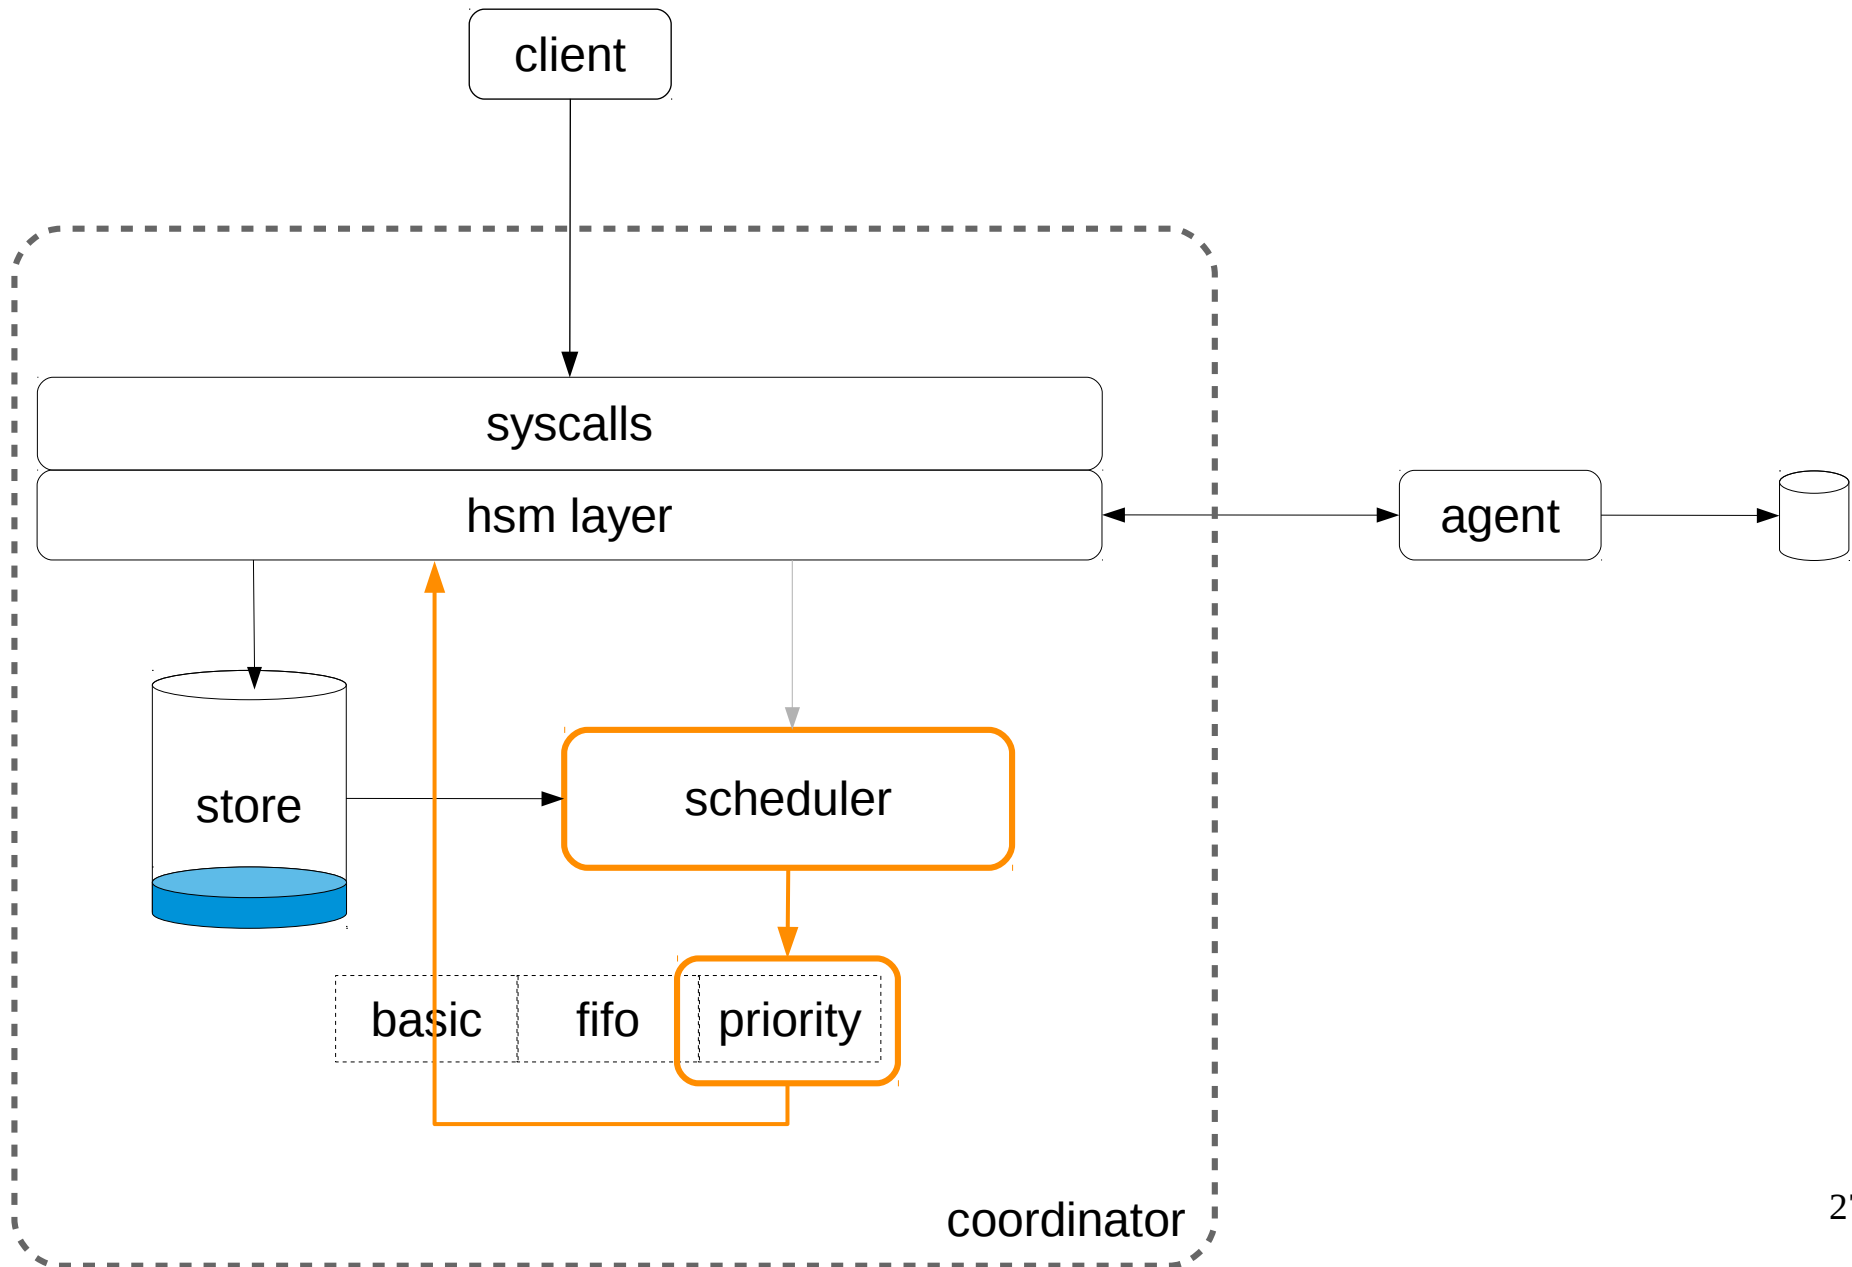 client
syscalls
hsm layer
agent
store
scheduler
basic
fifo
priority
coordinator